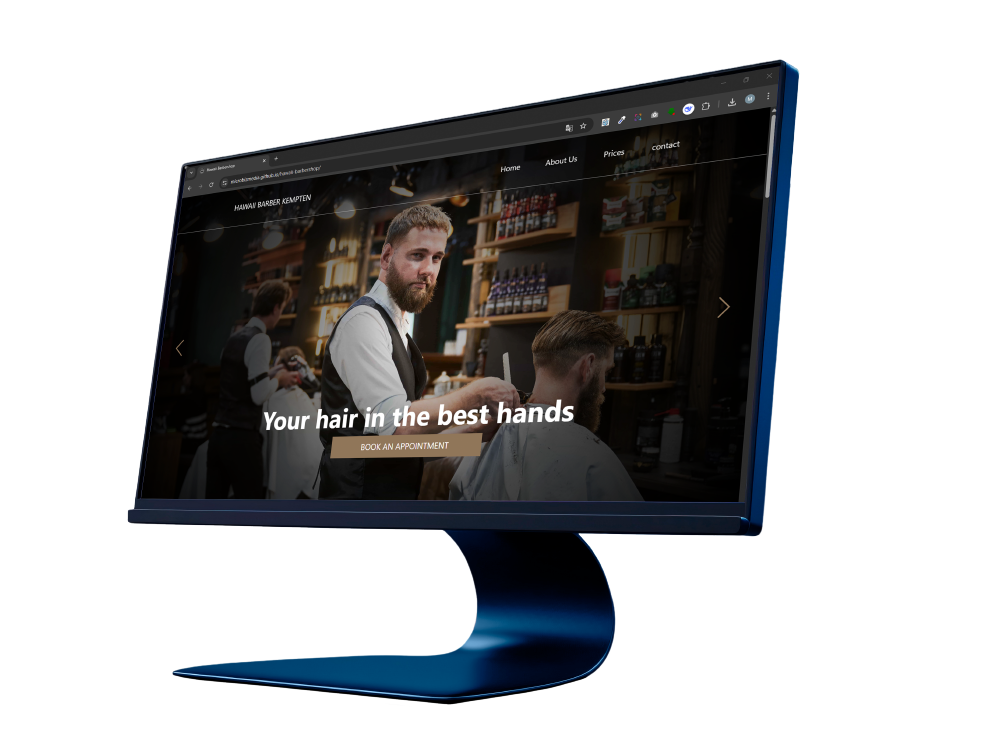 Hawaii Barbershop
microbizmedia.github.io/hawaii-barbershop/
HAWAII BARBER KEMPTEN
Home
About Us
Prices
contact
Your hair in the best hands
BOOK AN APPOINTMENT